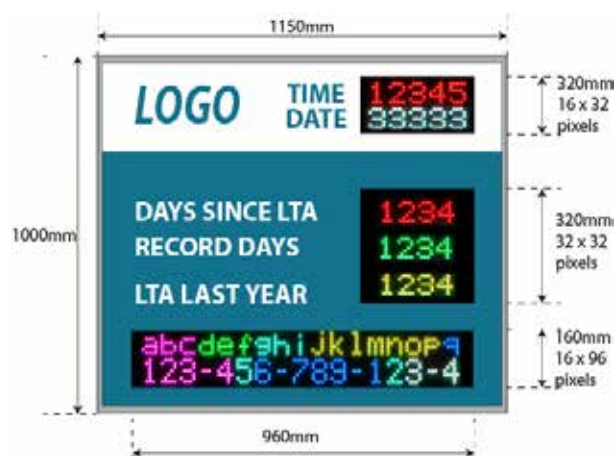 1150mm
LOGO
TIME
DATE
12345
33333
320mm
16 x 32
pixels
1000mm
DAYS SINCE LTA
RECORD DAYS
LTA LAST YEAR
1234
1234
1234
320mm
32 x 32
pixels
abcdefghijklmnopq
123-456-789-123-4
160mm
16 x 96
pixels
960mm